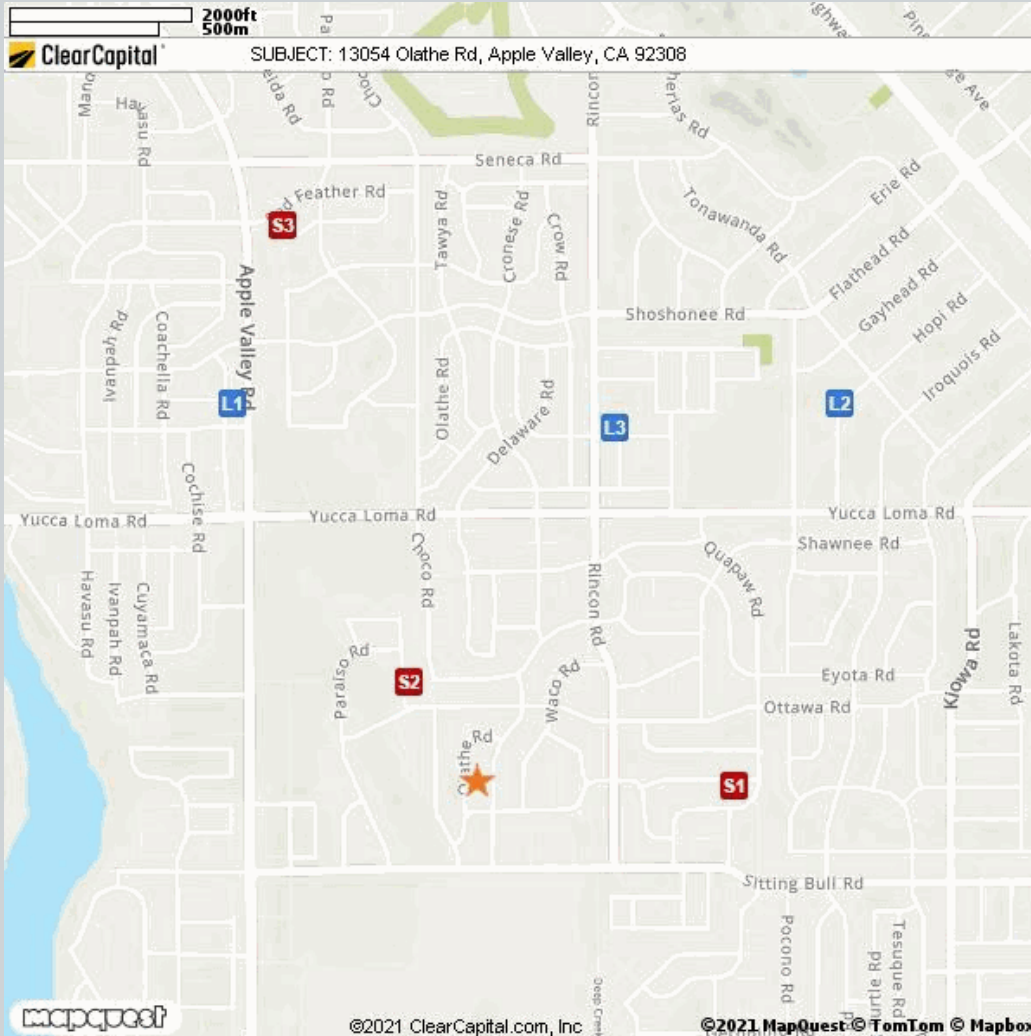 2000ft
500m
ClearCapital
SUBJECT: 13054 Olathe Rd, Apple Valley, CA 92308
Rincon
Seneca Rd
Feather Rd
S3
Tawya Rd
Cronese Rd
Crow Rd
Tonawanda Rd
Erie Rd
Flathead Rd
Gayhead Rd
Hopi Rd
Iroquois Rd
Shoshonee Rd
Apple Valley Rd
Ivanpah Rd
Coachella Rd
Olathe Rd
Delaware Rd
L1
L3
L2
Cochise Rd
Yucca Loma Rd
Yucca Loma Rd
Yucca Loma Rd
Shawnee Rd
Choco Rd
Quapaw Rd
Rincon Rd
Havasu Rd
Ivanpah Rd
Cuyamaca Rd
Lakota Rd
Kiowa Rd
Peraiso Rd
S2
Waco Rd
Eyota Rd
Ottawa Rd
Rd
S1
Sitting Bull Rd
Pocono Rd
Tesuque Rd
mapquest
©2021 ClearCapital.com, Inc
©2021 MapQuest © TomTom © Mapbox